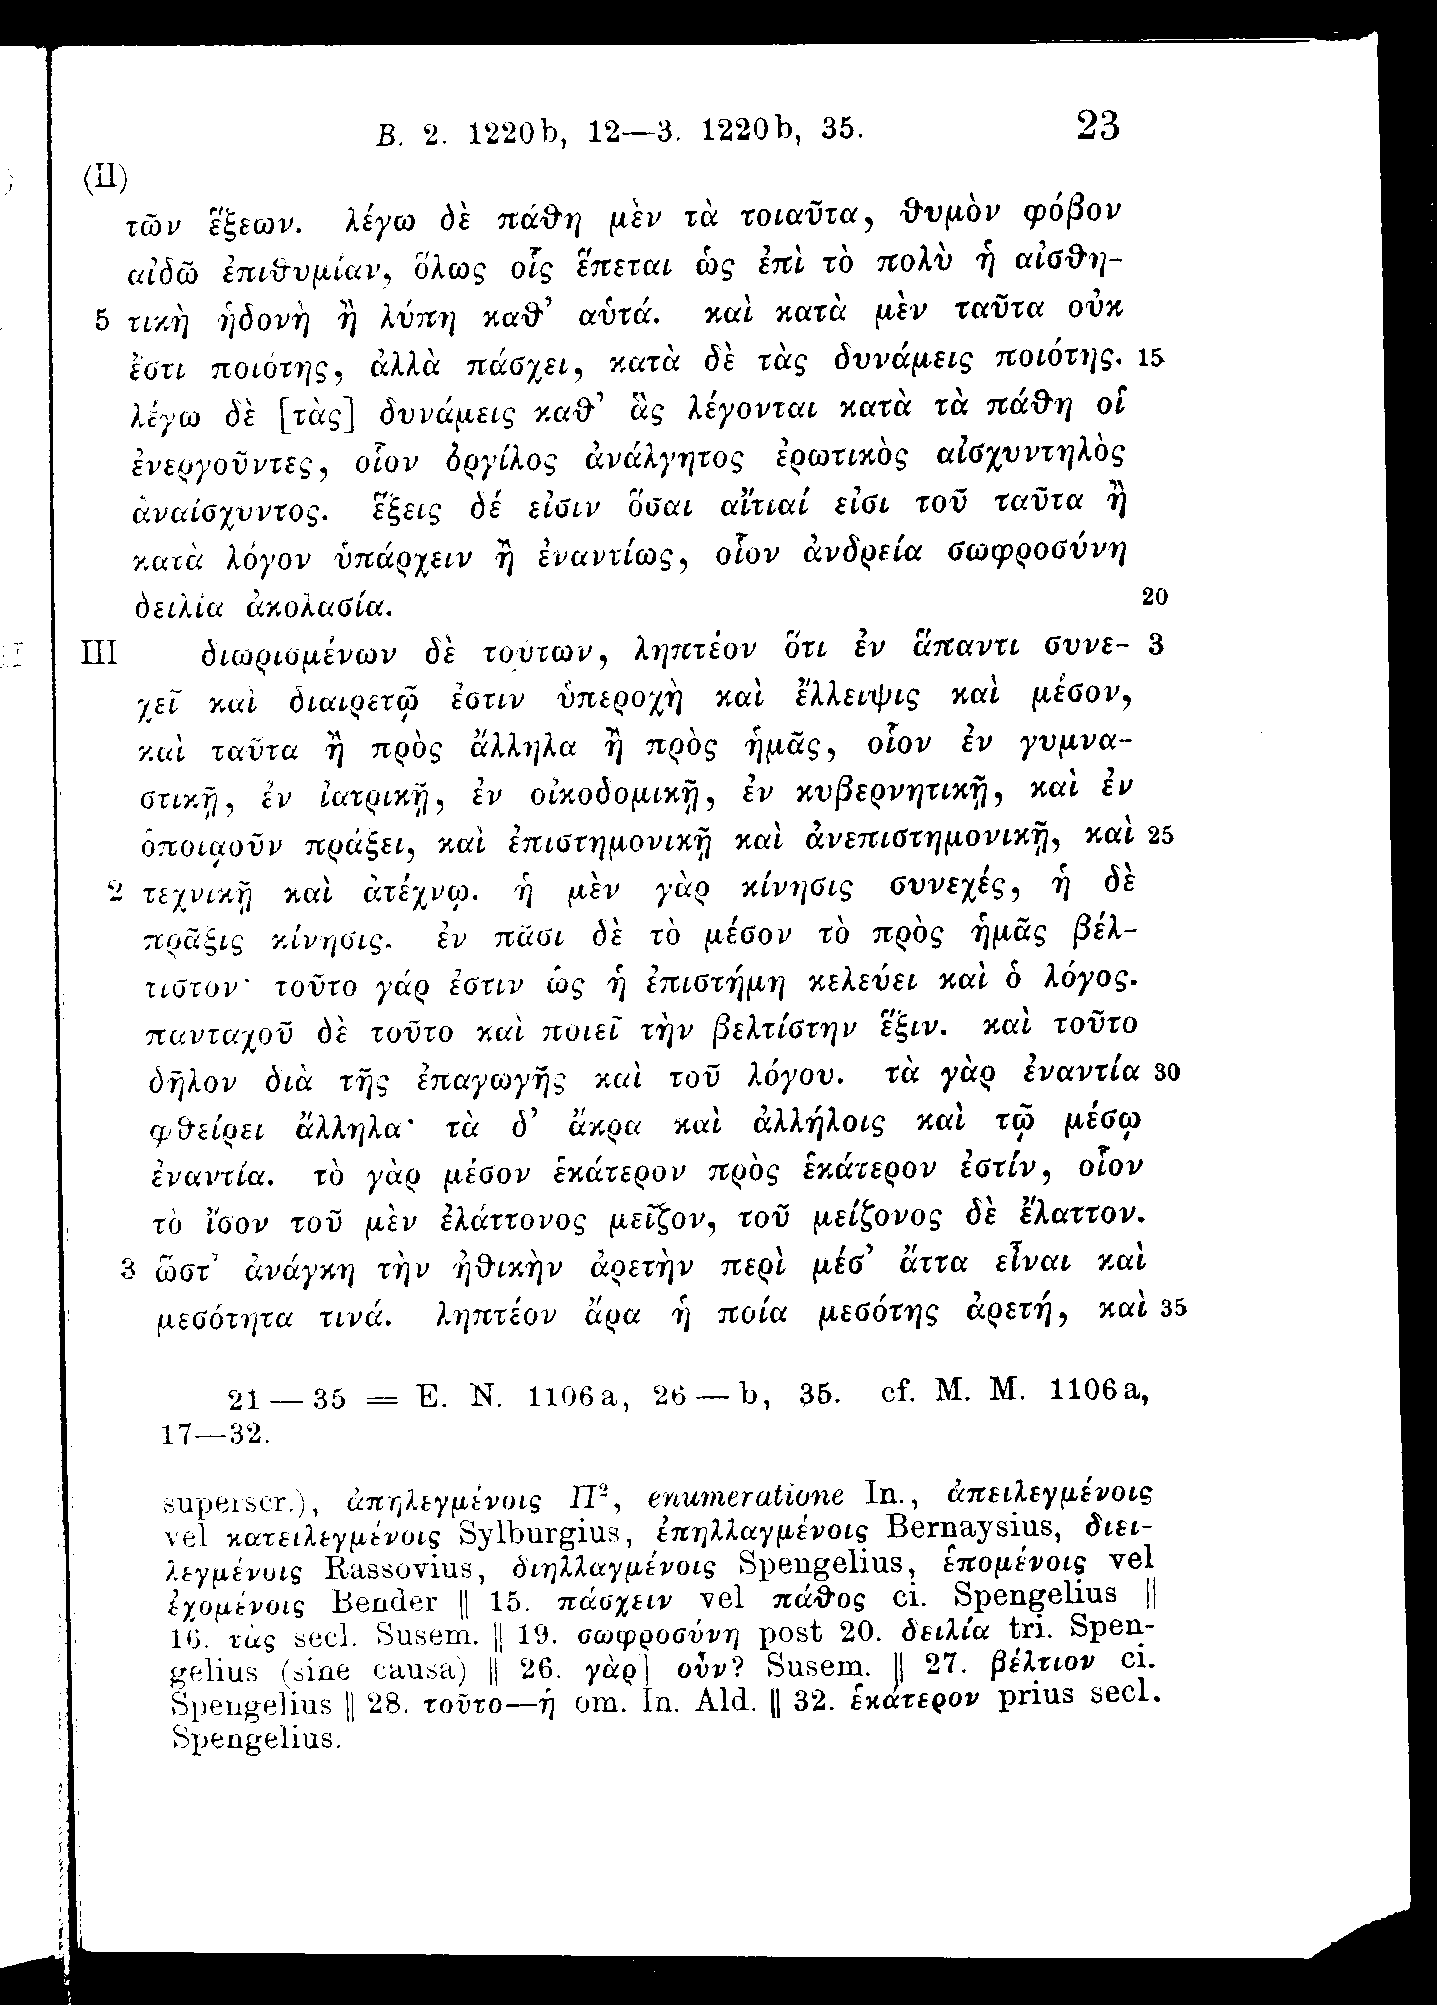 B. 2. 1220b, 12—3. 1220b, 35. 23
(II)
τῶν ἕξεων. λέγω δὲ πάθη μὲν τὰ τοιαῦτα, θυμὸν φόβον
αἰδῶ ἐπιθυμίαν, ὅλως οἷς ἕπεται ὡς ἐπὶ τὸ πολὺ ἡ αἰσθη-
5 τικὴ ἡδονὴ ἢ λύπη καθ’ αὑτά. καὶ κατὰ μὲν ταῦτα οὐκ
ἔστι ποιότης, ἀλλὰ πάσχει, κατὰ δὲ τὰς δυνάμεις ποιότης. 15
λέγω δὲ [τὰς] δυνάμεις καθ’ ἃς λέγονται κατὰ τὰ πάθη οἱ
ἐνεργοῦντες, οἷον ὀργίλος ἀνάλγητος ἐρωτικὸς αἰσχυντηλὸς
ἀναίσχυντος. ἕξεις δέ εἰσιν ὅσαι αἴτιαί εἰσι τοῦ ταῦτα ἢ
κατὰ λόγον ὑπάρχειν ἢ ἐναντίως, οἷον ἀνδρεία σωφροσύνη
δειλία ἀκολασία. 20
III διωρισμένων δὲ τούτων, ληπτέον ὅτι ἐν ἅπαντι συνε- 3
χεῖ καὶ διαιρετῷ ἐστιν ὑπεροχὴ καὶ ἔλλειψις καὶ μέσον,
καὶ ταῦτα ἢ πρὸς ἄλληλα ἢ πρὸς ἡμᾶς, οἷον ἐν γυμνα-
στικῇ, ἐν ἰατρικῇ, ἐν οἰκοδομικῇ, ἐν κυβερνητικῇ, καὶ ἐν
ὁποιᾳοῦν πράξει, καὶ ἐπιστημονικῇ καὶ ἀνεπιστημονικῇ, καὶ 25
2 τεχνικῇ καὶ ἀτέχνῳ. ἡ μὲν γὰρ κίνησις συνεχές, ἡ δὲ
πρᾶξις κίνησις. ἐν πᾶσι δὲ τὸ μέσον τὸ πρὸς ἡμᾶς βέλ-
τιστον· τοῦτο γάρ ἐστιν ὡς ἡ ἐπιστήμη κελεύει καὶ ὁ λόγος.
πανταχοῦ δὲ τοῦτο καὶ ποιεῖ τὴν βελτίστην ἕξιν. καὶ τοῦτο
δῆλον διὰ τῆς ἐπαγωγῆς καὶ τοῦ λόγου. τὰ γὰρ ἐναντία 30
φθείρει ἄλληλα· τὰ δ’ ἄκρα καὶ ἀλλήλοις καὶ τῷ μέσῳ
ἐναντία. τὸ γὰρ μέσον ἑκάτερον πρὸς ἑκάτερον ἐστίν, οἷον
τὸ ἴσον τοῦ μὲν ἐλάττονος μεῖζον, τοῦ μείζονος δὲ ἔλαττον.
3 ὥστ’ ἀνάγκη τὴν ἠθικὴν ἀρετὴν περὶ μέσ’ ἄττα εἶναι καὶ
μεσότητα τινά. ληπτέον ἄρα ἡ ποία μεσότης ἀρετή, καὶ 35
21—35 = E. N. 1106a, 26—b, 35. cf. M. M. 1106a,
17—32.
superscr.), ἀπηλεγμένοις Π², enumeratione In., ἀπειλεγμένοις
vel κατειλεγμένοις Sylburgius, ἐπηλλαγμένοις Bernaysius, διει-
λεγμένοις Rassovius, διηλλαγμένοις Spengelius, ἑπομένοις vel
ἐχομένοις Bender || 15. πάσχειν vel πάθος ci. Spengelius ||
16. τὰς secl. Susem. || 19. σωφροσύνη post 20. δειλία tri. Spen-
gelius (sine causa) || 26. γὰρ] οὖν? Susem. || 27. βέλτιον ci.
Spengelius || 28. τοῦτο—ἡ om. In. Ald. || 32. ἑκάτερον prius secl.
Spengelius.